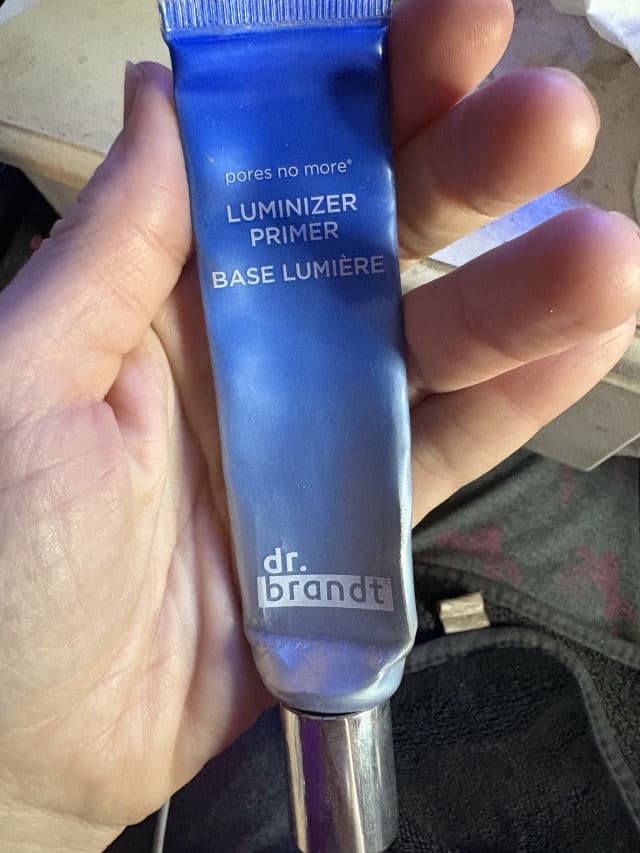 pores no more®
LUMINIZER
PRIMER
BASE LUMIÈRE
dr.
brandt